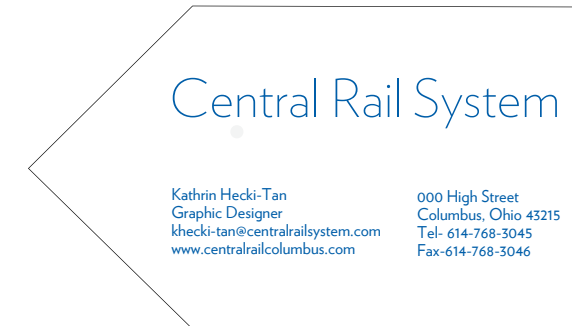 Central Rail System
Kathrin Hecki-Tan
Graphic Designer
khecki-tan@centralrailsystem.com
www.centralrailcolumbus.com
000 High Street
Columbus, Ohio 43215
Tel- 614-768-3045
Fax-614-768-3046